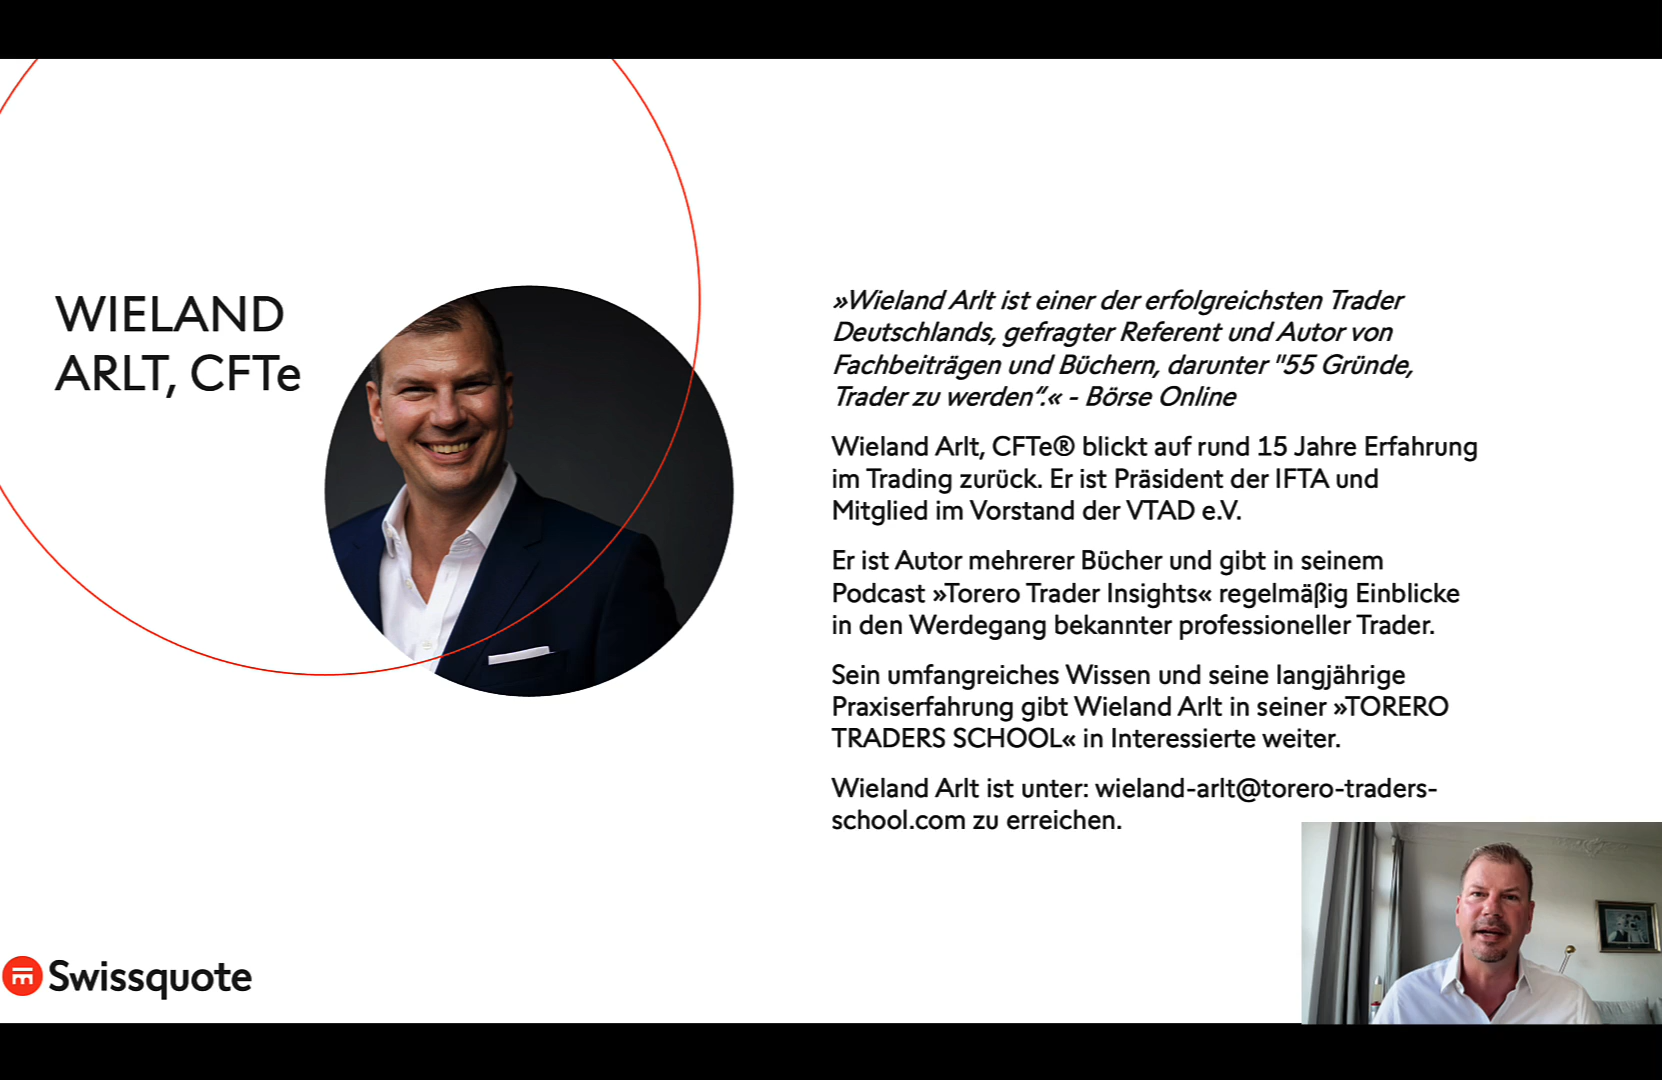 WIELAND
ARLT, CFTe
»Wieland Arlt ist einer der erfolgreichsten Trader
Deutschlands, gefragter Referent und Autor von
Fachbeiträgen und Büchern, darunter "55 Gründe,
Trader zu werden“.« - Börse Online
Wieland Arlt, CFTe® blickt auf rund 15 Jahre Erfahrung
im Trading zurück. Er ist Präsident der IFTA und
Mitglied im Vorstand der VTAD e.V.
Er ist Autor mehrerer Bücher und gibt in seinem
Podcast »Torero Trader Insights« regelmäßig Einblicke
in den Werdegang bekannter professioneller Trader.
Sein umfangreiches Wissen und seine langjährige
Praxiserfahrung gibt Wieland Arlt in seiner »TORERO
TRADERS SCHOOL« in Interessierte weiter.
Wieland Arlt ist unter: wieland-arlt@torero-traders-
school.com zu erreichen.
Swissquote